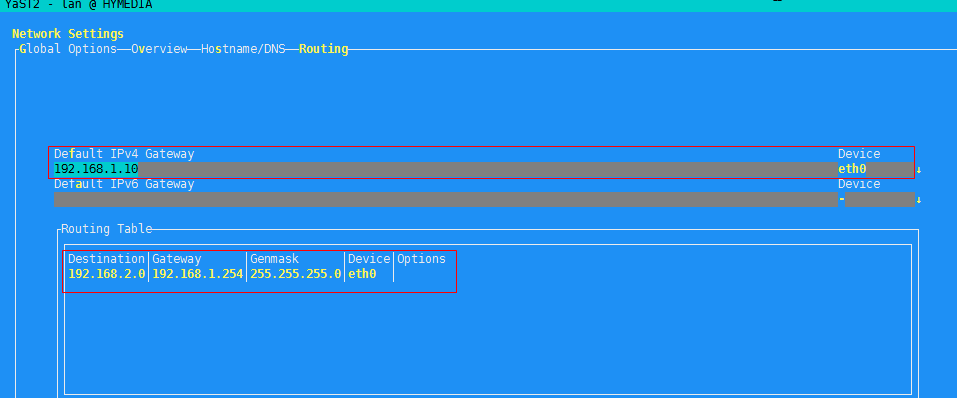 YaST2 - lan @ HYMEDIA
Network Settings
Global Options──Overview──Hostname/DNS──Routing
Default IPv4 Gateway Device
192.168.1.10 eth0 ↓
Default IPv6 Gateway Device
- ↓
Routing Table
Destination│Gateway│Genmask│Device│Options
192.168.2.0│192.168.1.254│255.255.255.0│eth0│